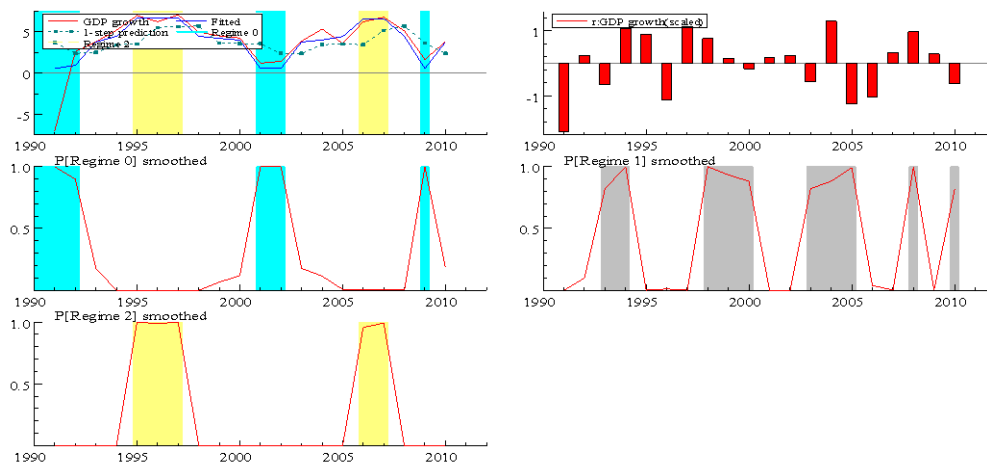 GDP growth Fitted
1-step prediction Regime 0
Regime 2
5
0
-5
1990 1995 2000 2005 2010
r:GDP growth(scaled)
1
-1
1990 1995 2000 2005 2010
P[Regime 0] smoothed
1.0
0.5
1990 1995 2000 2005 2010
P[Regime 1] smoothed
1.0
0.5
1990 1995 2000 2005 2010
P[Regime 2] smoothed
1.0
0.5
1990 1995 2000 2005 2010